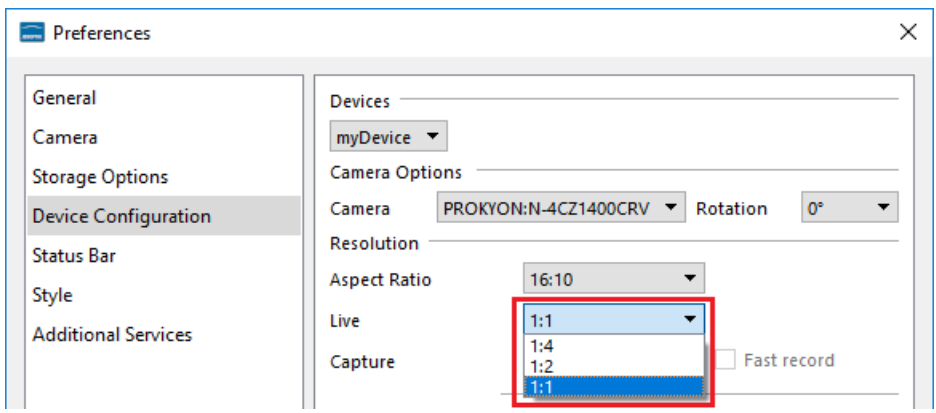 Preferences
General
Camera
Storage Options
Device Configuration
Status Bar
Style
Additional Services
Devices
myDevice
Camera Options
Camera PROKYON:N-4CZ1400CRV Rotation 0°
Resolution
Aspect Ratio 16:10
Live 1:1
1:4
1:2
Capture Fast record
1:1